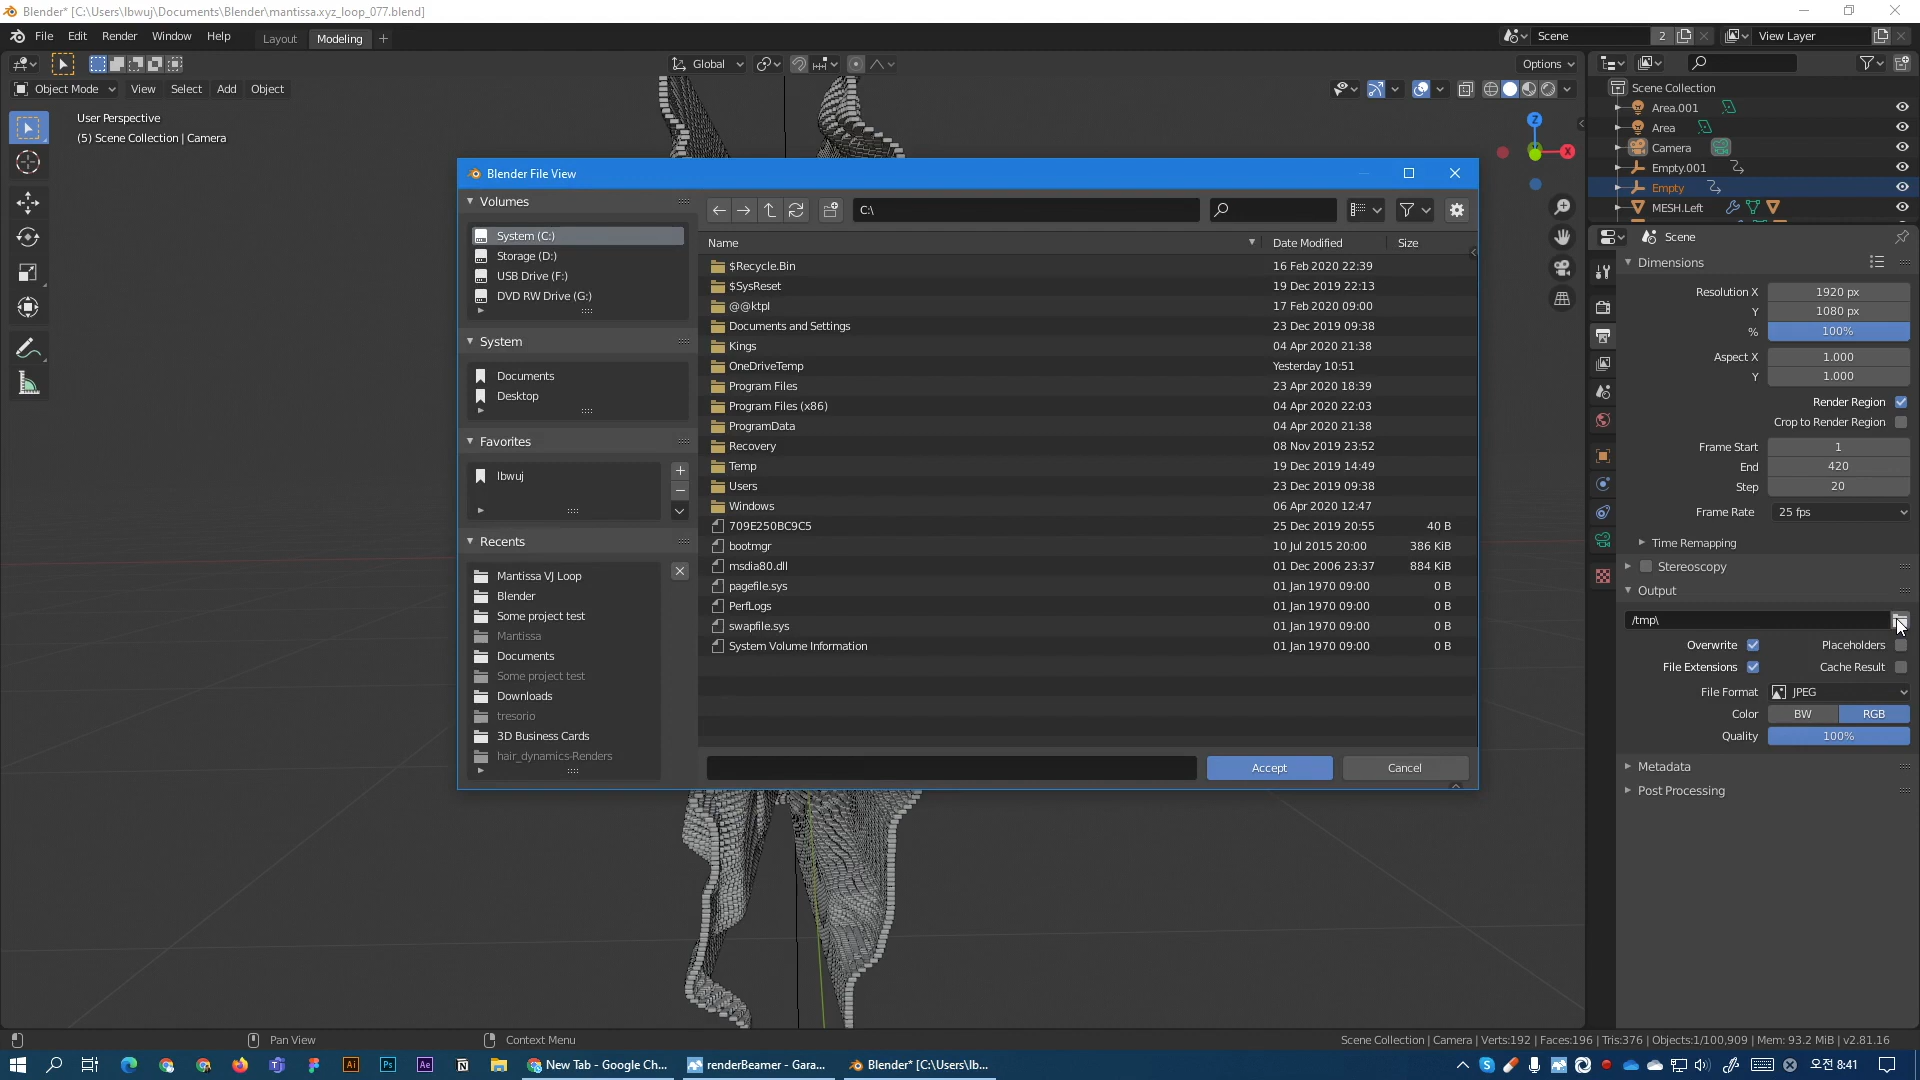 Blender* [C:\Users\lbwuj\Documents\Blender\mantissa.xyz_loop_077.blend]
File Edit Render Window Help Layout Modeling + Scene 2 View Layer
Global Options
Object Mode View Select Add Object
User Perspective
(5) Scene Collection | Camera
Z
X
Scene Collection
Area.001
Area
Camera
Empty.001
Empty
MESH.Left
Blender File View
Volumes
System (C:)
Storage (D:)
USB Drive (F:)
DVD RW Drive (G:)
System
Documents
Desktop
Favorites
lbwuj
Recents
Mantissa VJ Loop
Blender
Some project test
Mantissa
Documents
Some project test
Downloads
tresorio
3D Business Cards
hair_dynamics-Renders
C:\
Name Date Modified Size
$Recycle.Bin 16 Feb 2020 22:39
$SysReset 19 Dec 2019 22:13
@@ktpl 17 Feb 2020 09:00
Documents and Settings 23 Dec 2019 09:38
Kings 04 Apr 2020 21:38
OneDriveTemp Yesterday 10:51
Program Files 23 Apr 2020 18:39
Program Files (x86) 04 Apr 2020 22:03
ProgramData 04 Apr 2020 21:38
Recovery 08 Nov 2019 23:52
Temp 19 Dec 2019 14:49
Users 23 Dec 2019 09:38
Windows 06 Apr 2020 12:47
709E250BC9C5 25 Dec 2019 20:55 40 B
bootmgr 10 Jul 2015 20:00 386 KiB
msdia80.dll 01 Dec 2006 23:37 884 KiB
pagefile.sys 01 Jan 1970 09:00 0 B
PerfLogs 01 Jan 1970 09:00 0 B
swapfile.sys 01 Jan 1970 09:00 0 B
System Volume Information 01 Jan 1970 09:00 0 B
Accept Cancel
Scene
Dimensions
Resolution X 1920 px
Y 1080 px
% 100%
Aspect X 1.000
Y 1.000
Render Region
Crop to Render Region
Frame Start 1
End 420
Step 20
Frame Rate 25 fps
Time Remapping
Stereoscopy
Output
/tmp\
Overwrite Placeholders
File Extensions Cache Result
File Format JPEG
Color BW RGB
Quality 100%
Metadata
Post Processing
Pan View Context Menu Scene Collection | Camera | Verts:192 | Faces:196 | Tris:376 | Objects:1/100,909 | Mem: 93.2 MiB | v2.81.16
Ai Ps Ae New Tab - Google Ch... renderBeamer - Gara... Blender* [C:\Users\lb... 오전 8:41